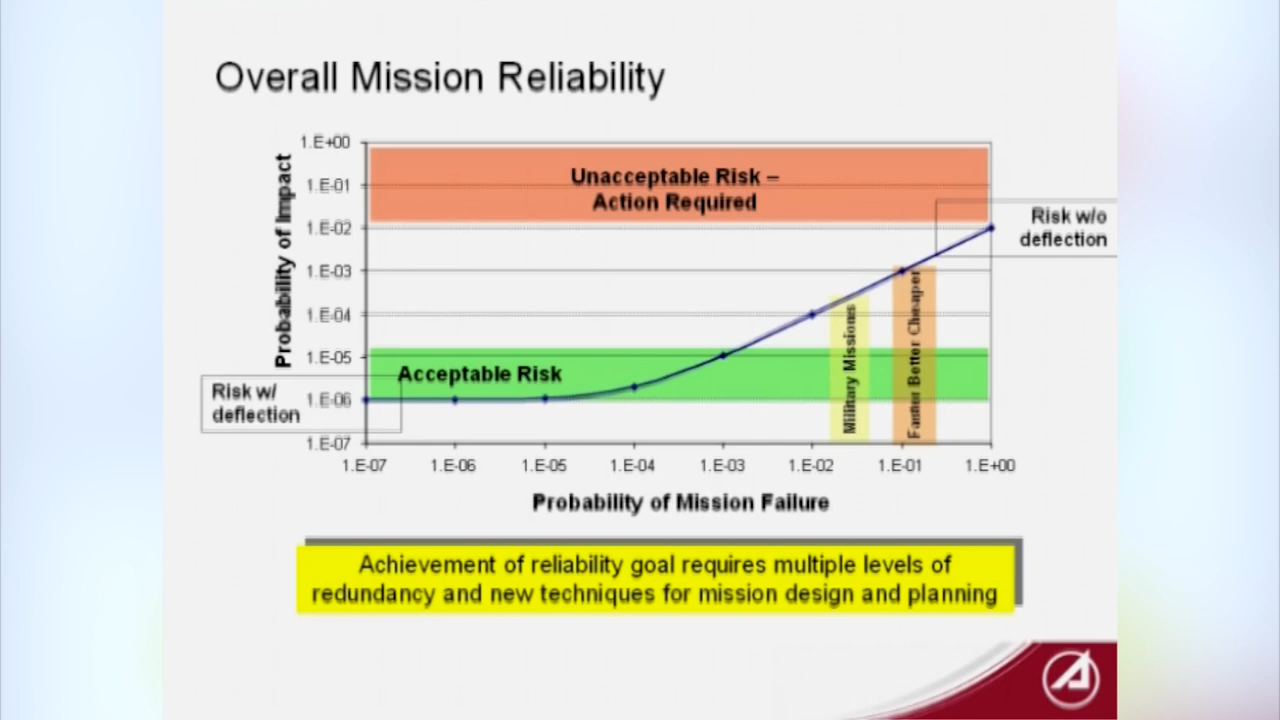 Overall Mission Reliability
Probability of Impact
1.E+00
1.E-01
1.E-02
1.E-03
1.E-04
1.E-05
1.E-06
1.E-07
Unacceptable Risk –
Action Required
Risk w/o
deflection
Acceptable Risk
Risk w/
deflection
Military Missions
Faster Better Cheaper
1.E-07 1.E-06 1.E-05 1.E-04 1.E-03 1.E-02 1.E-01 1.E+00
Probability of Mission Failure
Achievement of reliability goal requires multiple levels of
redundancy and new techniques for mission design and planning